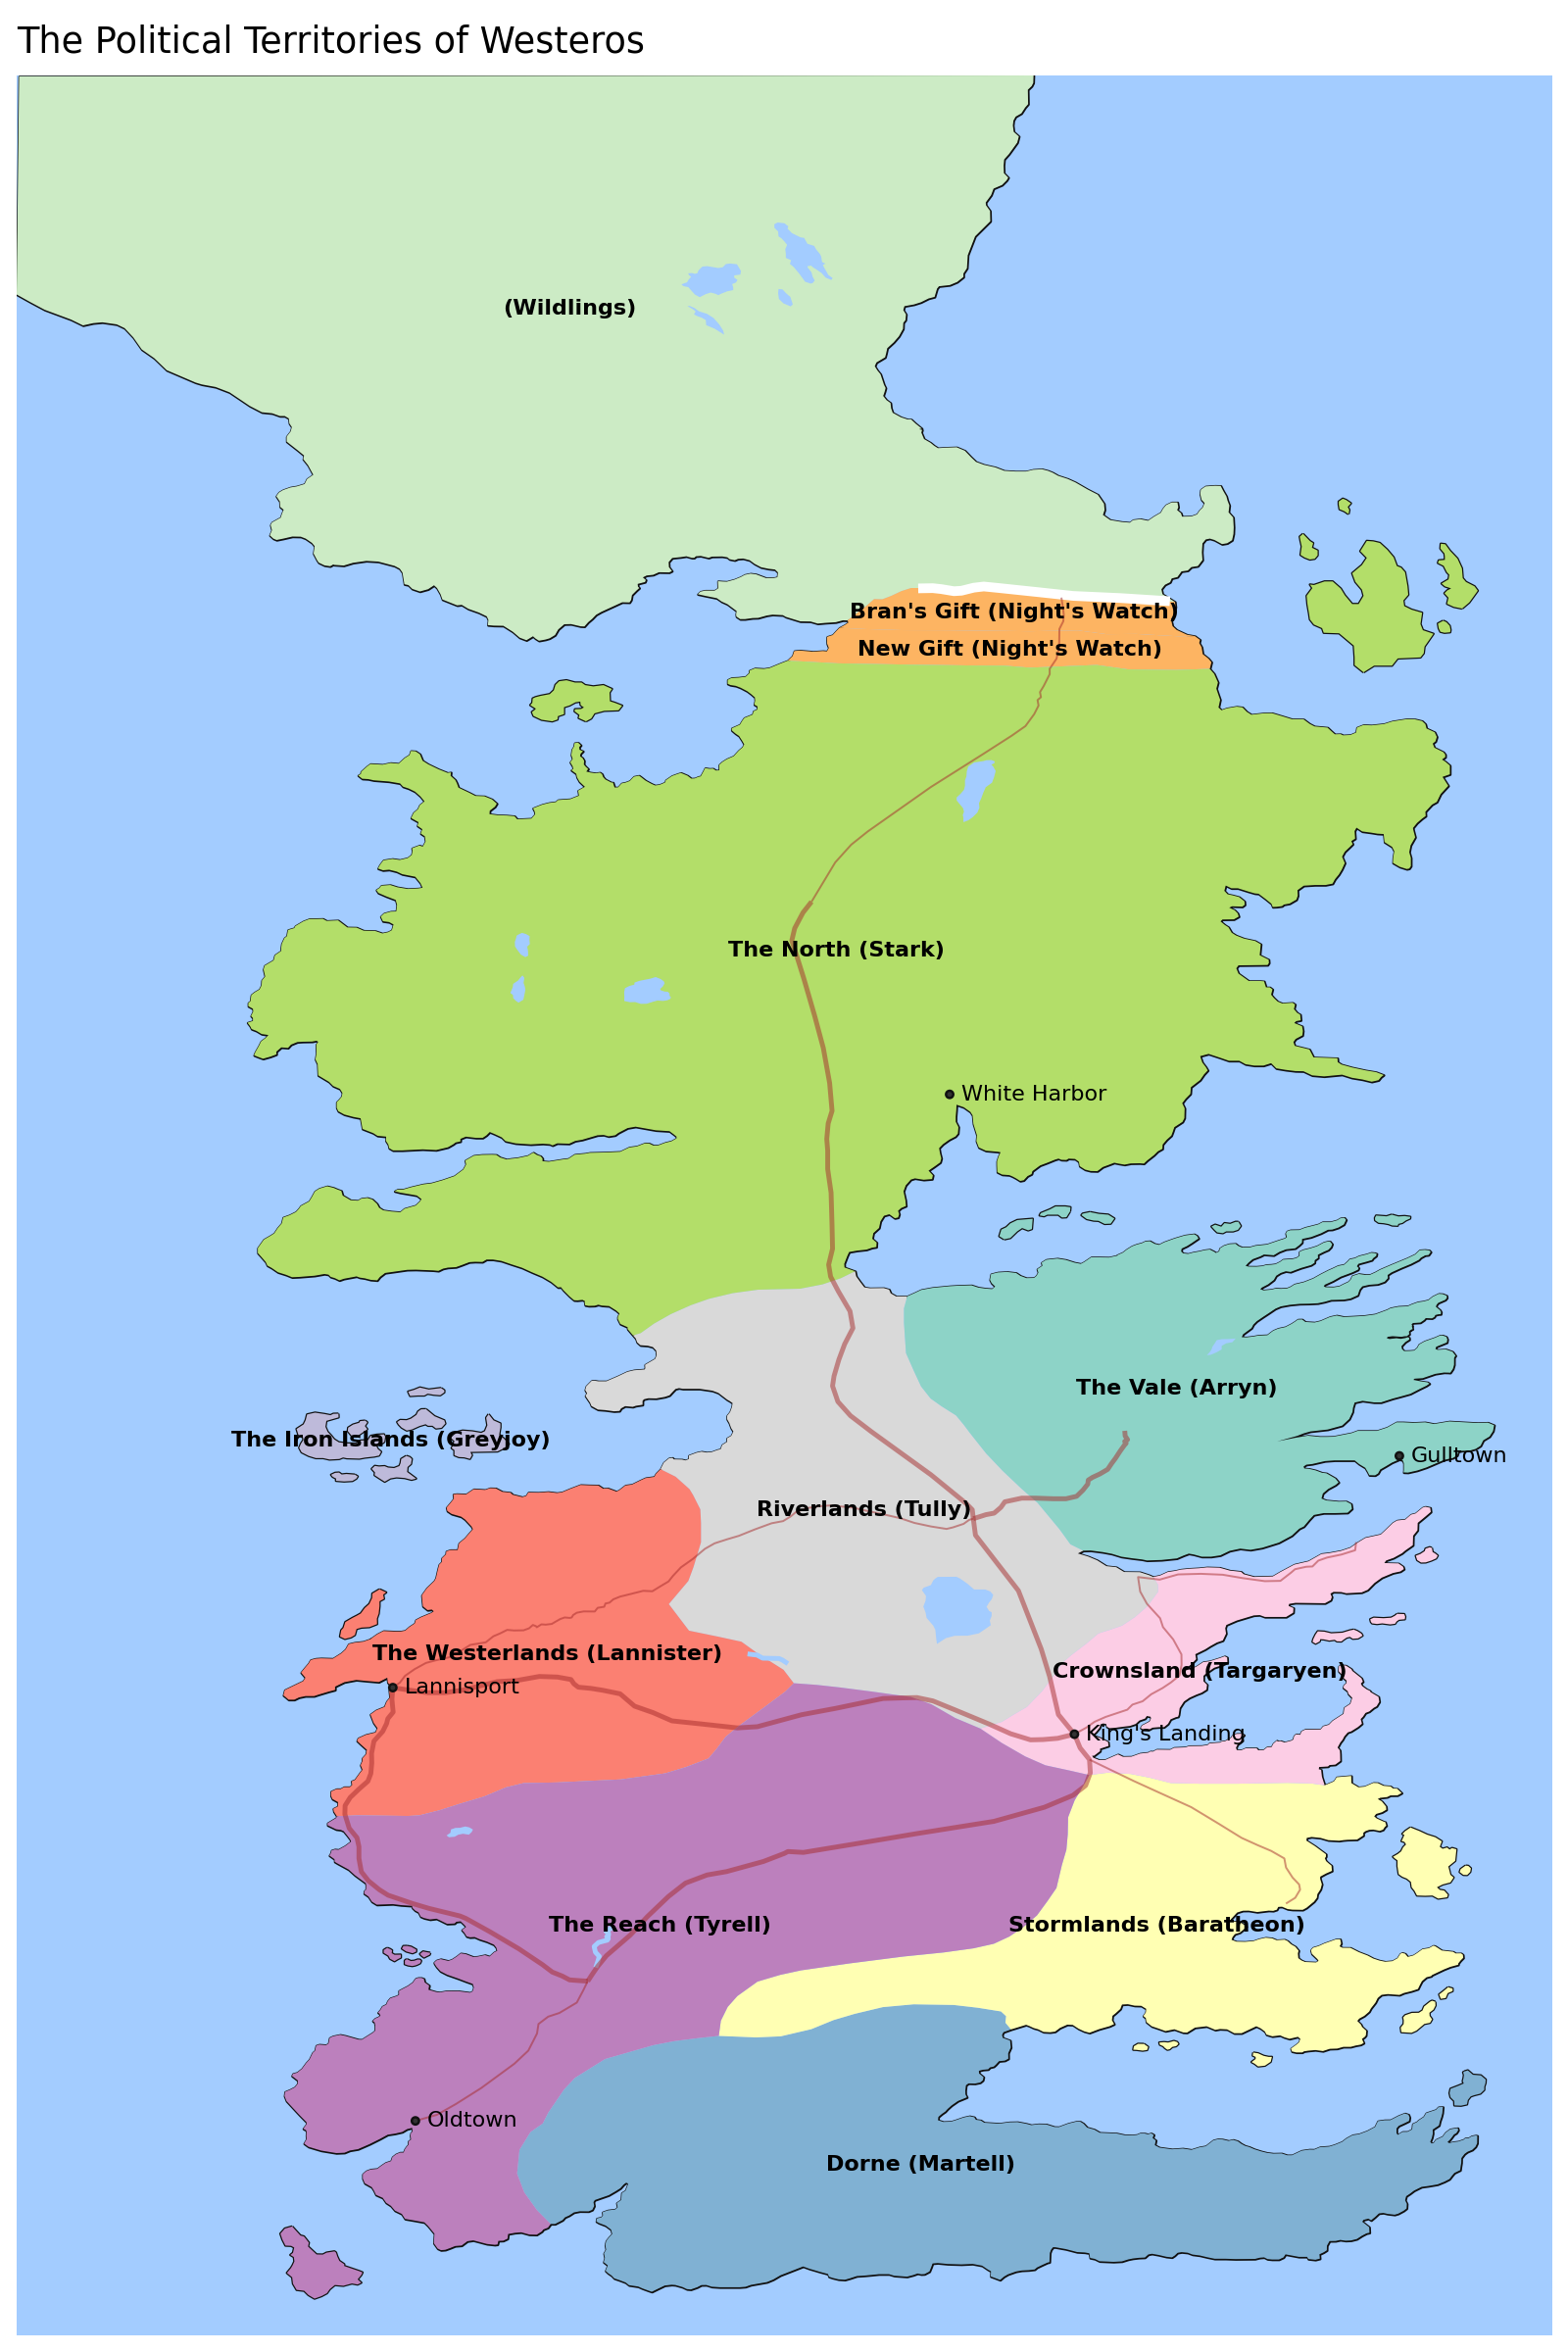 The Political Territories of Westeros
(Wildlings)
Bran's Gift (Night's Watch)
New Gift (Night's Watch)
The North (Stark)
White Harbor
The Vale (Arryn)
The Iron Islands (Greyjoy)
Gulltown
Riverlands (Tully)
The Westerlands (Lannister)
Crownsland (Targaryen)
Lannisport
King's Landing
The Reach (Tyrell)
Stormlands (Baratheon)
Oldtown
Dorne (Martell)